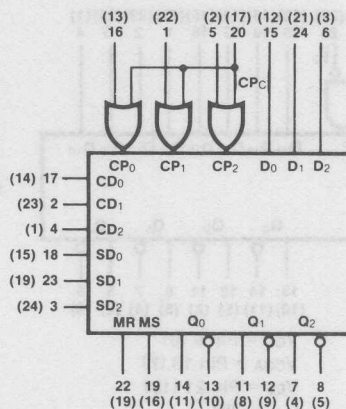 (13) (22) (2) (17) (12) (21) (3)
16 1 5 20 15 24 6
CPC
CP0 CP1 CP2 D0 D1 D2
(14) 17 CD0
(23) 2 CD1
(1) 4 CD2
(15) 18 SD0
(19) 23 SD1
(24) 3 SD2
MR MS Q0 Q1 Q2
22 19 14 13 11 12 7 8
(19) (16) (11) (10) (8) (9) (4) (5)